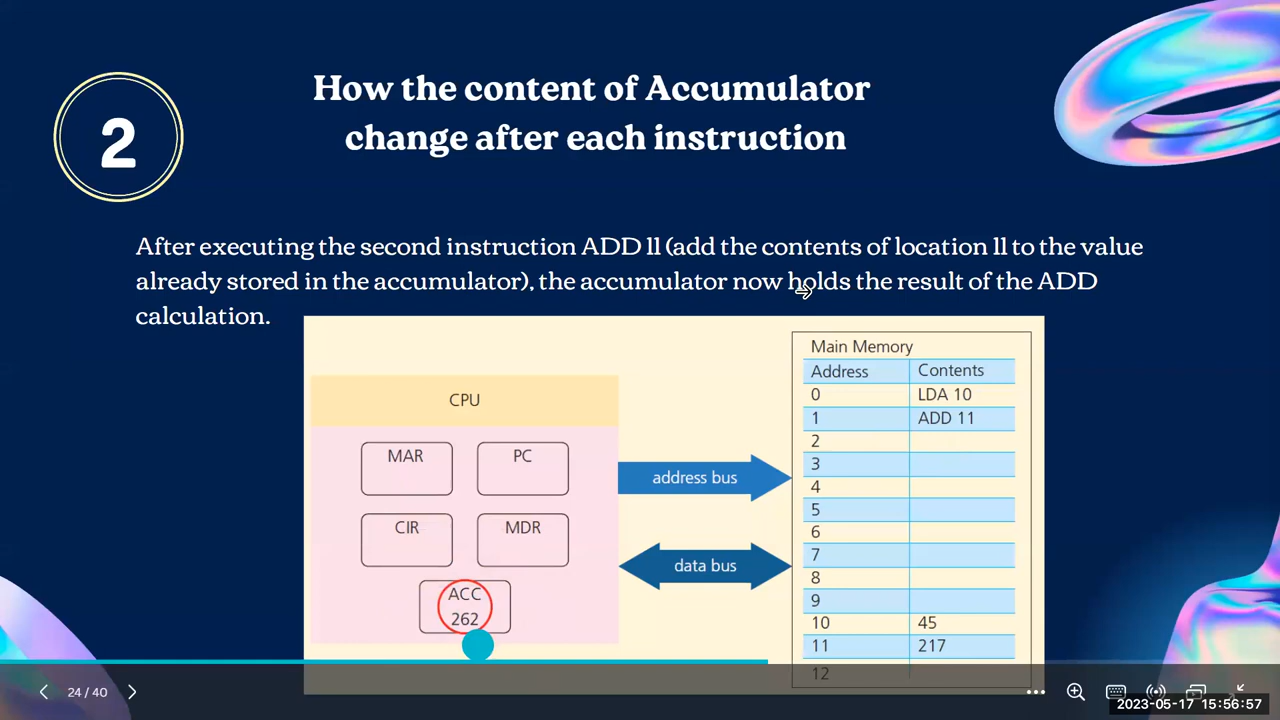 2
How the content of Accumulator
change after each instruction
After executing the second instruction ADD 11 (add the contents of location 11 to the value
already stored in the accumulator), the accumulator now holds the result of the ADD
calculation.
CPU
MAR PC
CIR MDR
ACC
262
address bus
data bus
Main Memory
Address Contents
0 LDA 10
1 ADD 11
2
3
4
5
6
7
8
9
10 45
11 217
12
24 / 40
2023-05-17 15:56:57